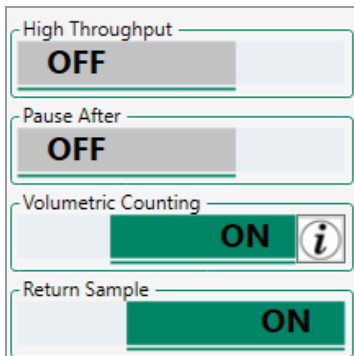 High Throughput
OFF
Pause After
OFF
Volumetric Counting
ON i
Return Sample
ON